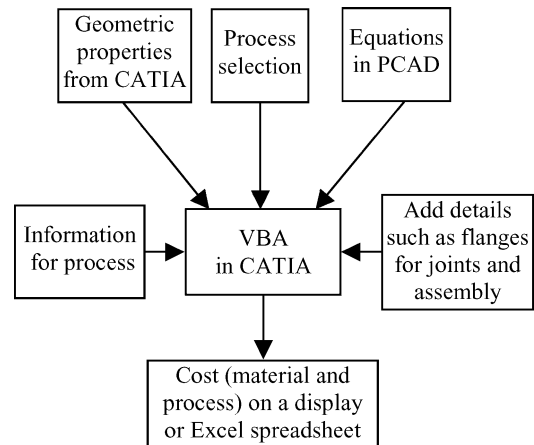 Geometric
properties
from CATIA
Process
selection
Equations
in PCAD
Information
for process
VBA
in CATIA
Add details
such as flanges
for joints and
assembly
Cost (material and
process) on a display
or Excel spreadsheet